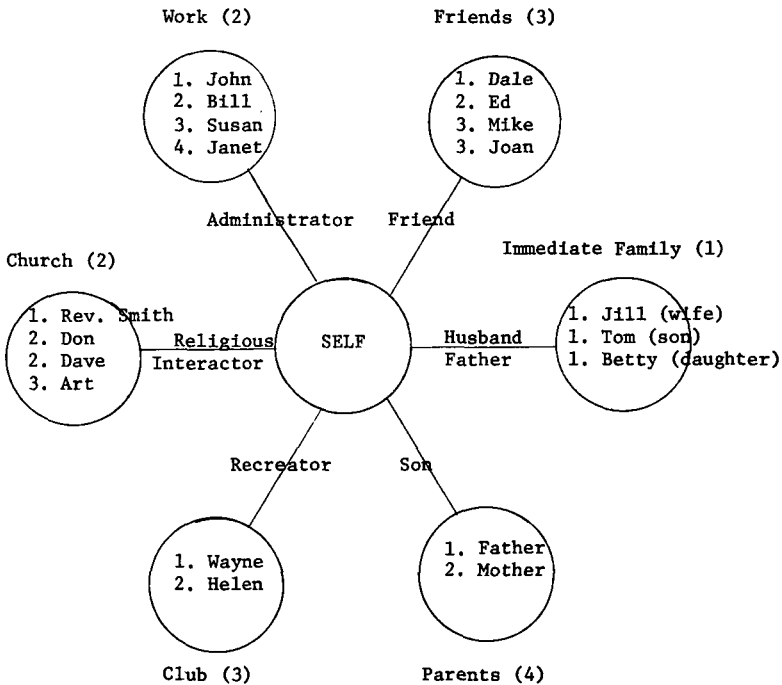 Work (2)
Friends (3)
1. John
2. Bill
3. Susan
4. Janet
1. Dale
2. Ed
3. Mike
3. Joan
Administrator
Friend
Church (2)
Immediate Family (1)
1. Rev. Smith
2. Don
2. Dave
3. Art
Religious
Interactor
SELF
Husband
Father
1. Jill (wife)
1. Tom (son)
1. Betty (daughter)
Recreator
Son
1. Wayne
2. Helen
1. Father
2. Mother
Club (3)
Parents (4)